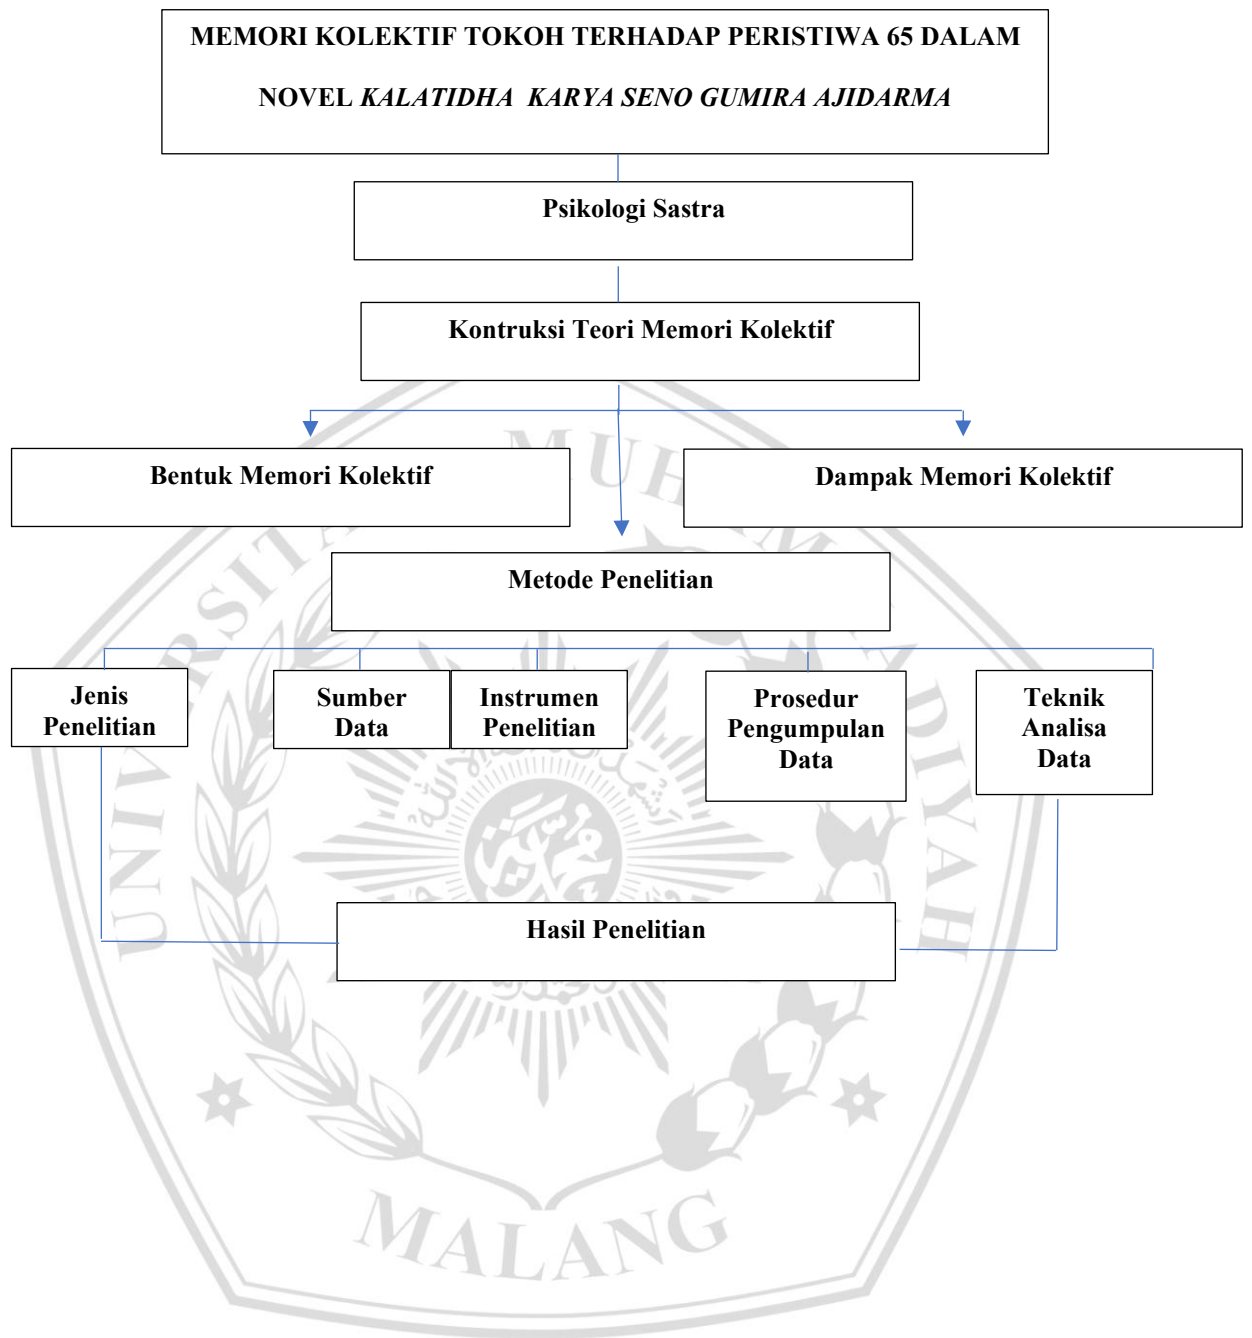 MEMORI KOLEKTIF TOKOH TERHADAP PERISTIWA 65 DALAM
NOVEL KALATIDHA KARYA SENO GUMIRA AJIDARMA
Psikologi Sastra
Kontruksi Teori Memori Kolektif
Bentuk Memori Kolektif
Dampak Memori Kolektif
Metode Penelitian
Jenis
Penelitian
Sumber
Data
Instrumen
Penelitian
Prosedur
Pengumpulan
Data
Teknik
Analisa
Data
Hasil Penelitian
UNIVERSITAS MUHAMMADIYAH
MALANG